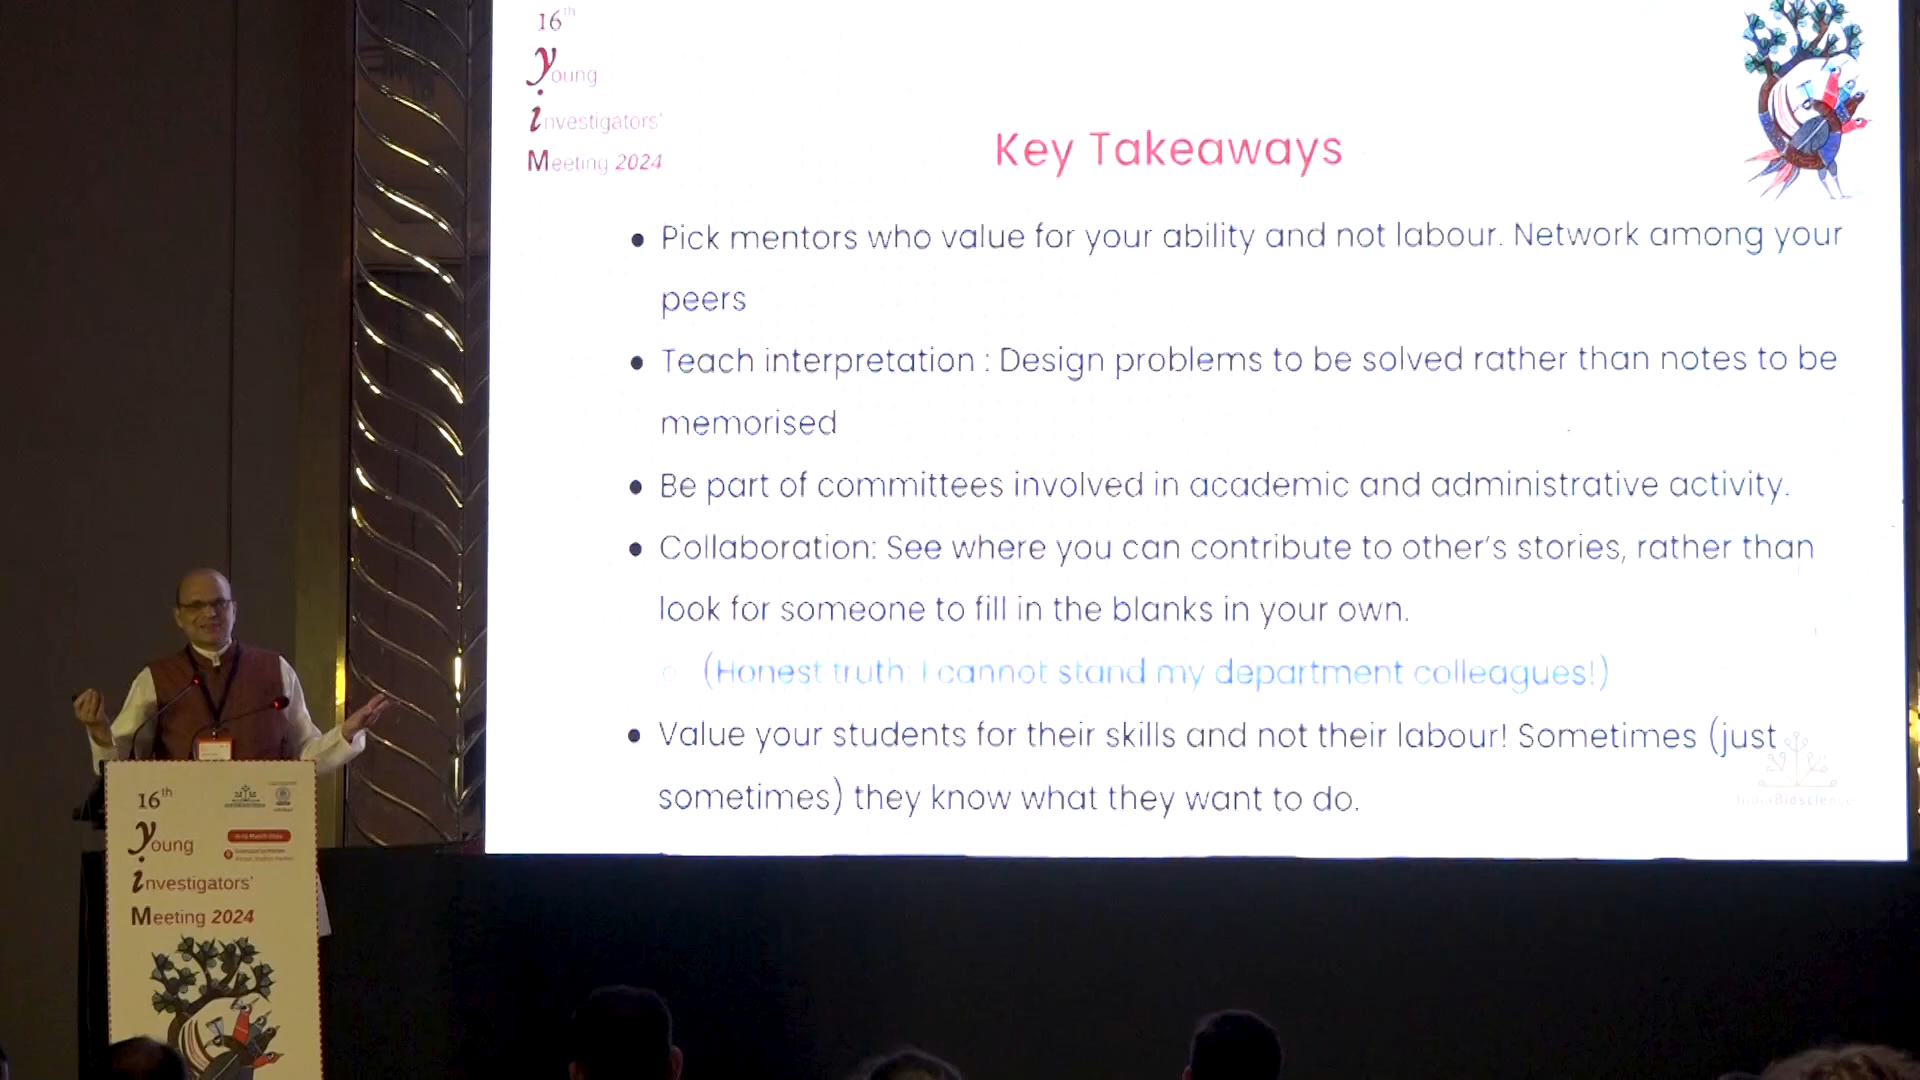 16th
Young
investigators'
Meeting 2024
Key Takeaways
● Pick mentors who value for your ability and not labour. Network among your
peers
● Teach interpretation : Design problems to be solved rather than notes to be
memorised
● Be part of committees involved in academic and administrative activity.
● Collaboration: See where you can contribute to other's stories, rather than
look for someone to fill in the blanks in your own.
○ (Honest truth: I cannot stand my department colleagues!)
● Value your students for their skills and not their labour! Sometimes (just
sometimes) they know what they want to do.
IndiaBioscience
16th
Young
investigators'
Meeting 2024